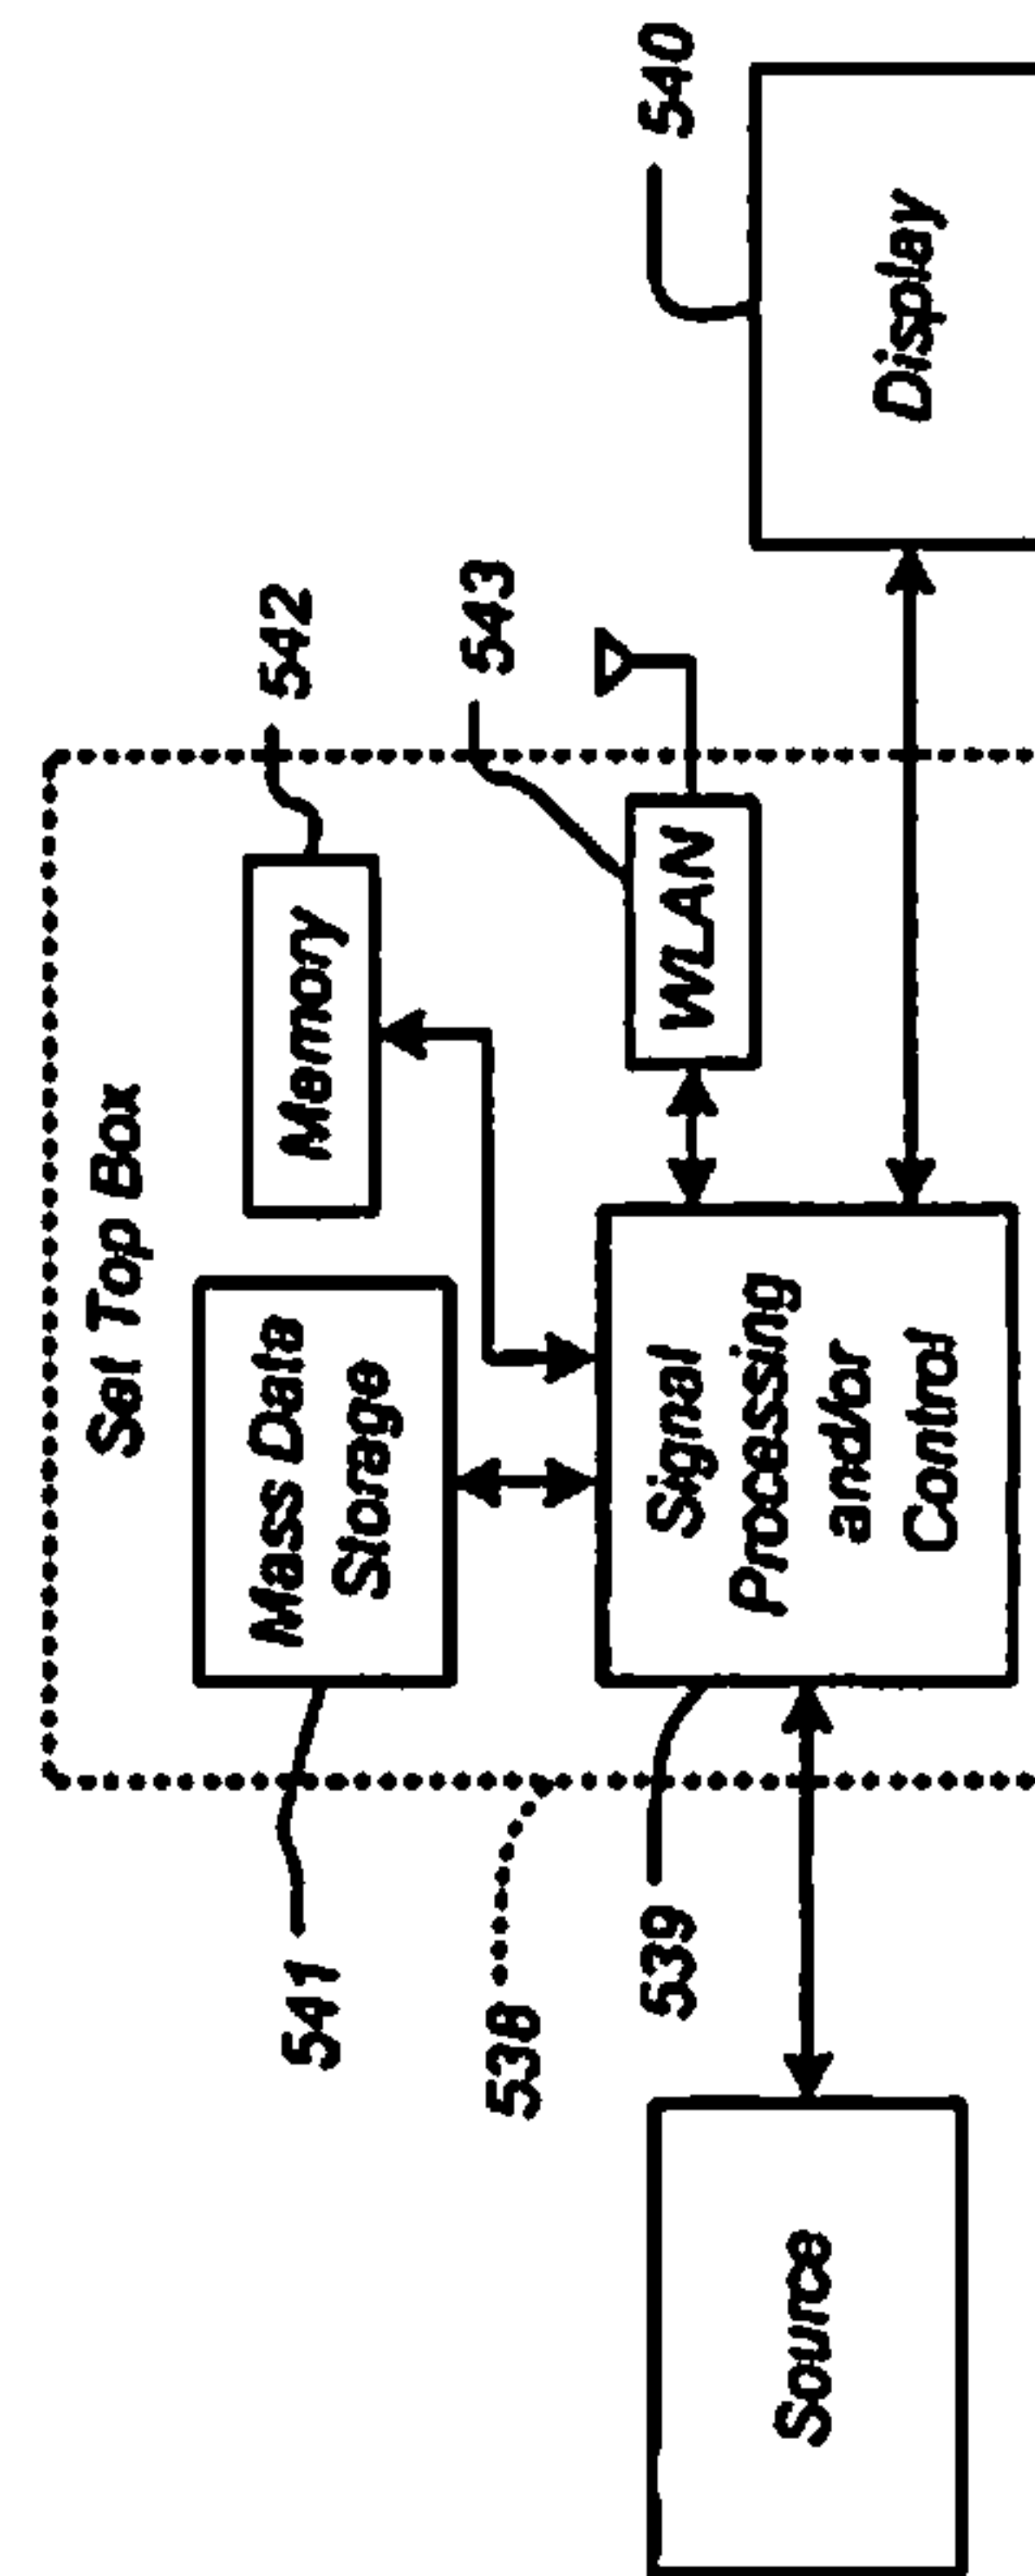 Set Top Box
541
Mass Data
Storage
Memory
542
538
543
WLAN
539
Signal
Processing
and/or
Control
540
Source
Display